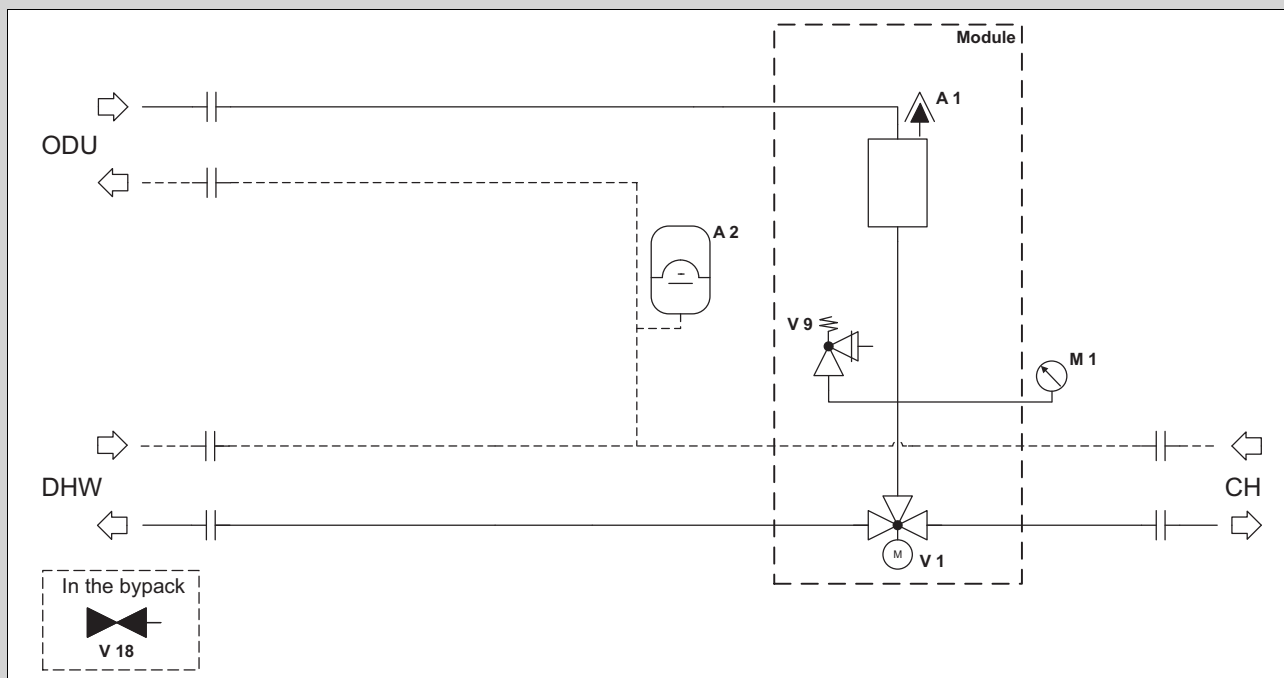 Module
A 1
ODU
A 2
V 9
M 1
DHW
CH
M
V 1
In the bypack
V 18